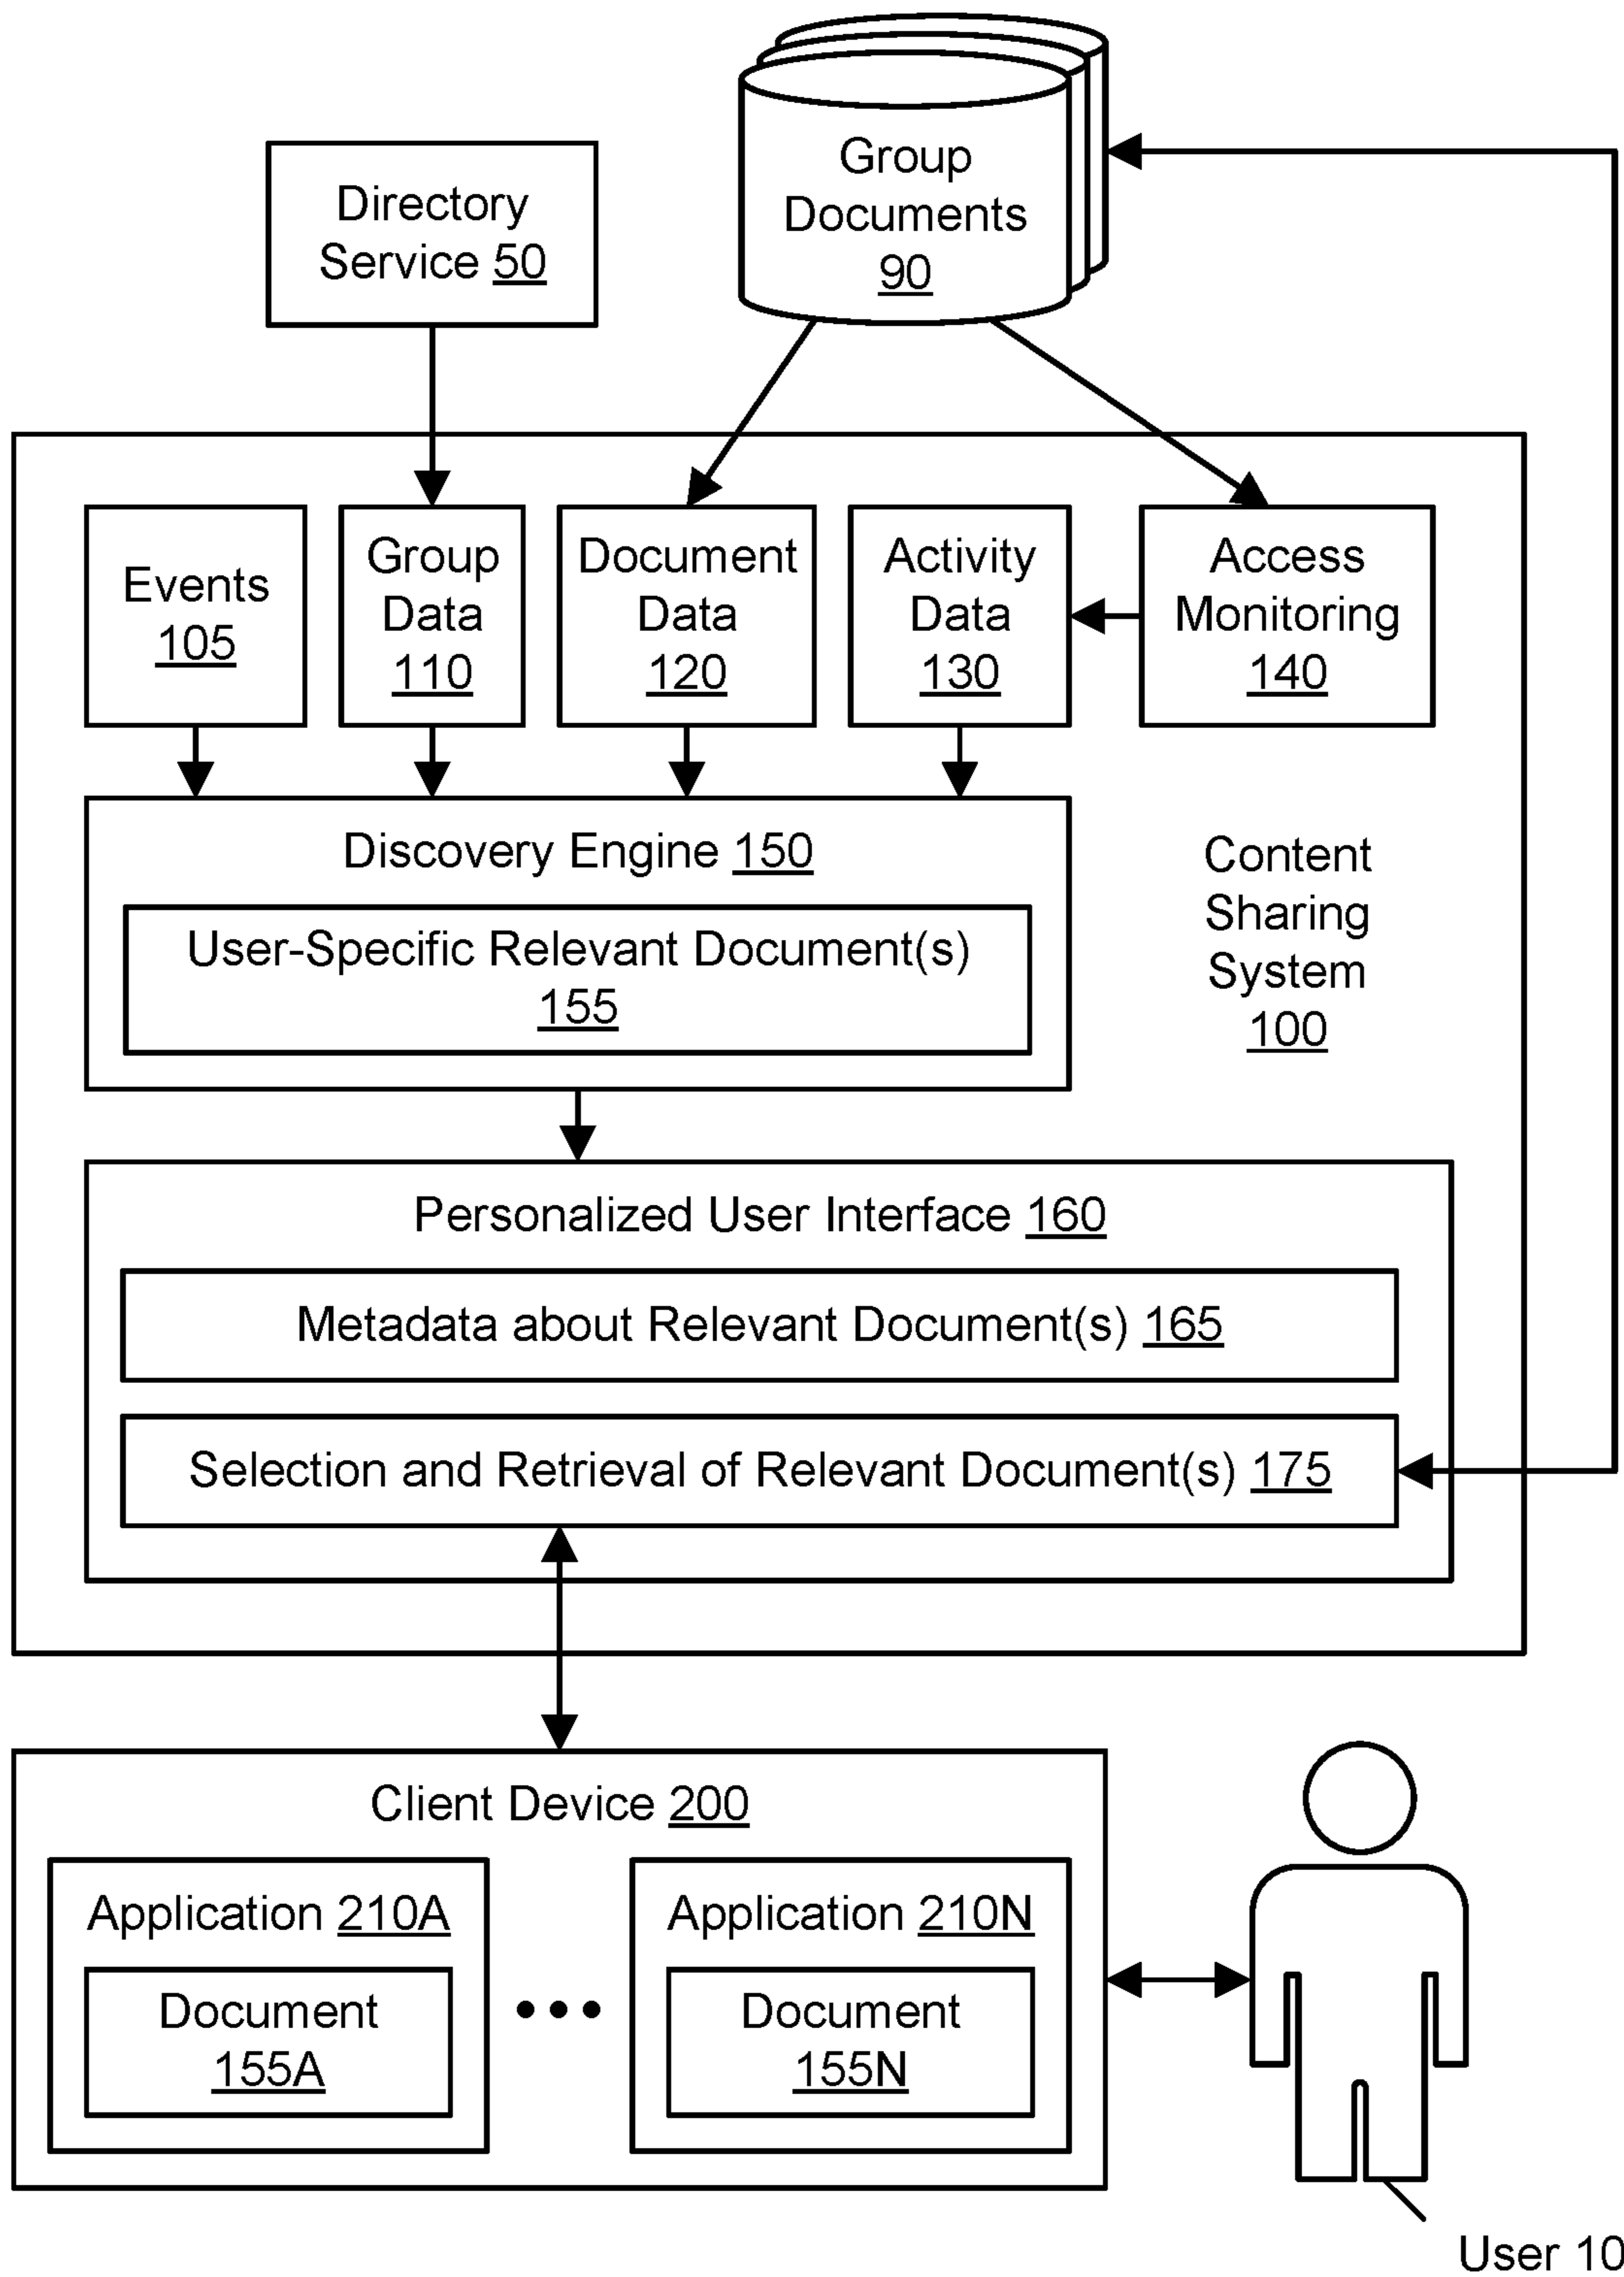 Group
Documents
90
Directory
Service 50
Events
105
Group
Data
110
Document
Data
120
Activity
Data
130
Access
Monitoring
140
Discovery Engine 150
User-Specific Relevant Document(s)
155
Content
Sharing
System
100
Personalized User Interface 160
Metadata about Relevant Document(s) 165
Selection and Retrieval of Relevant Document(s) 175
Client Device 200
Application 210A
Document
155A
Application 210N
Document
155N
User 10